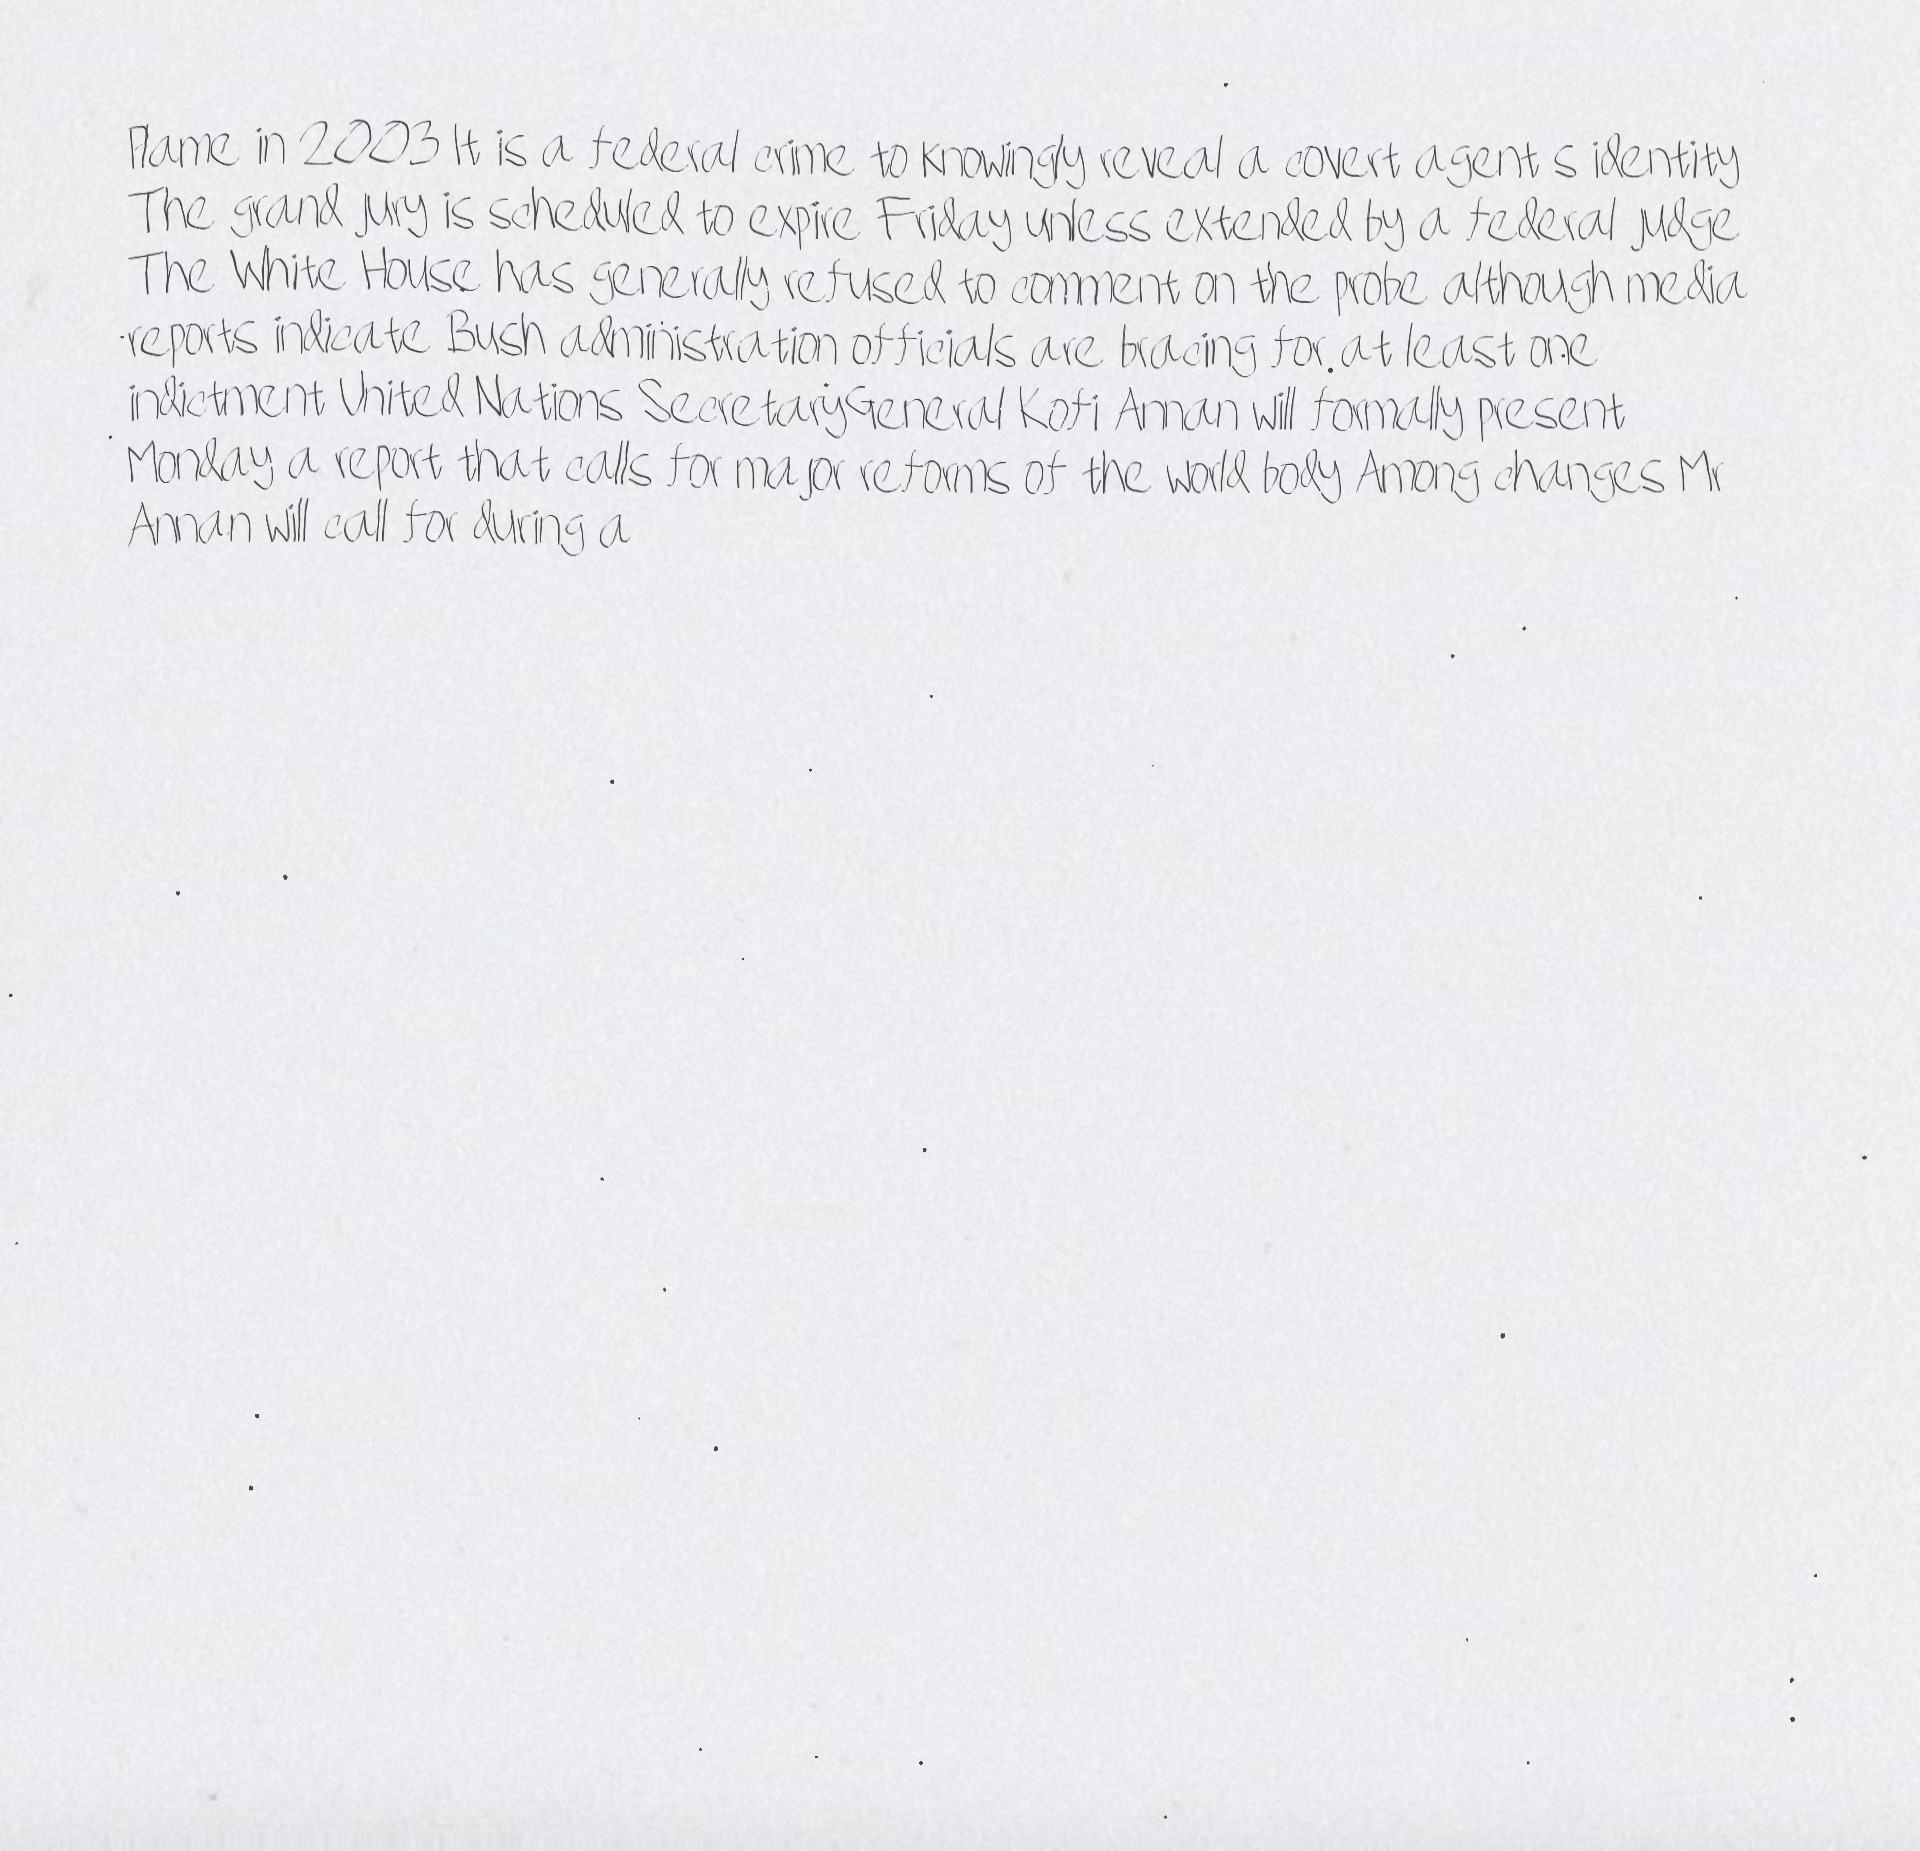 Plame in 2003 It is a federal crime to knowingly reveal a covert agent s identity
The grand jury is scheduled to expire Friday unless extended by a federal judge
The White House has generally refused to comment on the probe although media
reports indicate Bush administration officials are bracing for at least one
indictment United Nations SecretaryGeneral Kofi Annan will formally present
Monday a report that calls for major reforms of the world body Among changes Mr
Annan will call for during a